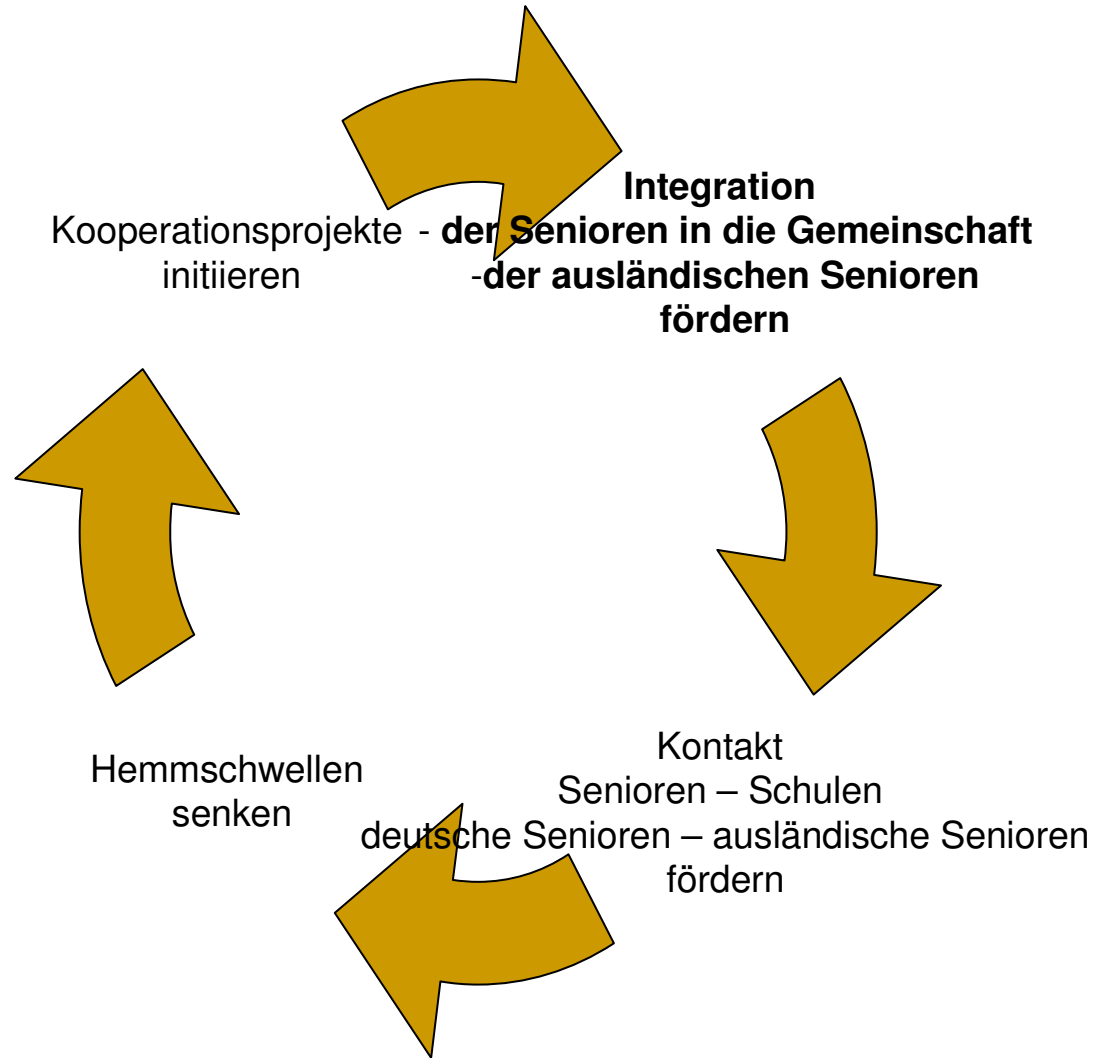 Kooperationsprojekte
initiieren
Integration
- der Senioren in die Gemeinschaft
-der ausländischen Senioren
fördern
Kontakt
Senioren – Schulen
deutsche Senioren – ausländische Senioren
fördern
Hemmschwellen
senken